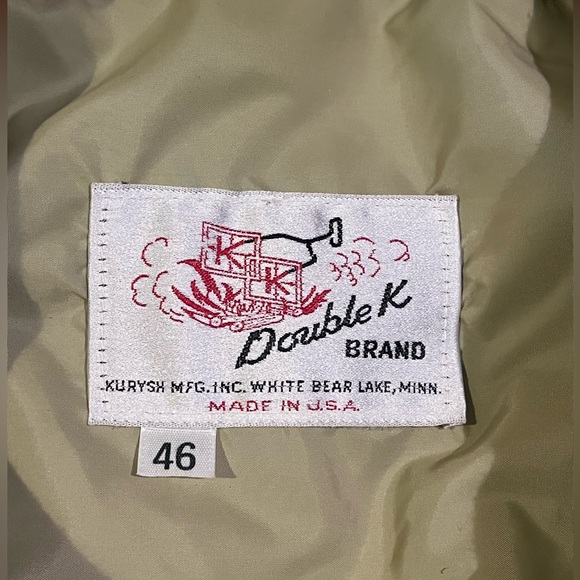 K
K
Double K
BRAND
KURYSH MFG. INC. WHITE BEAR LAKE, MINN.
MADE IN U.S.A.
46